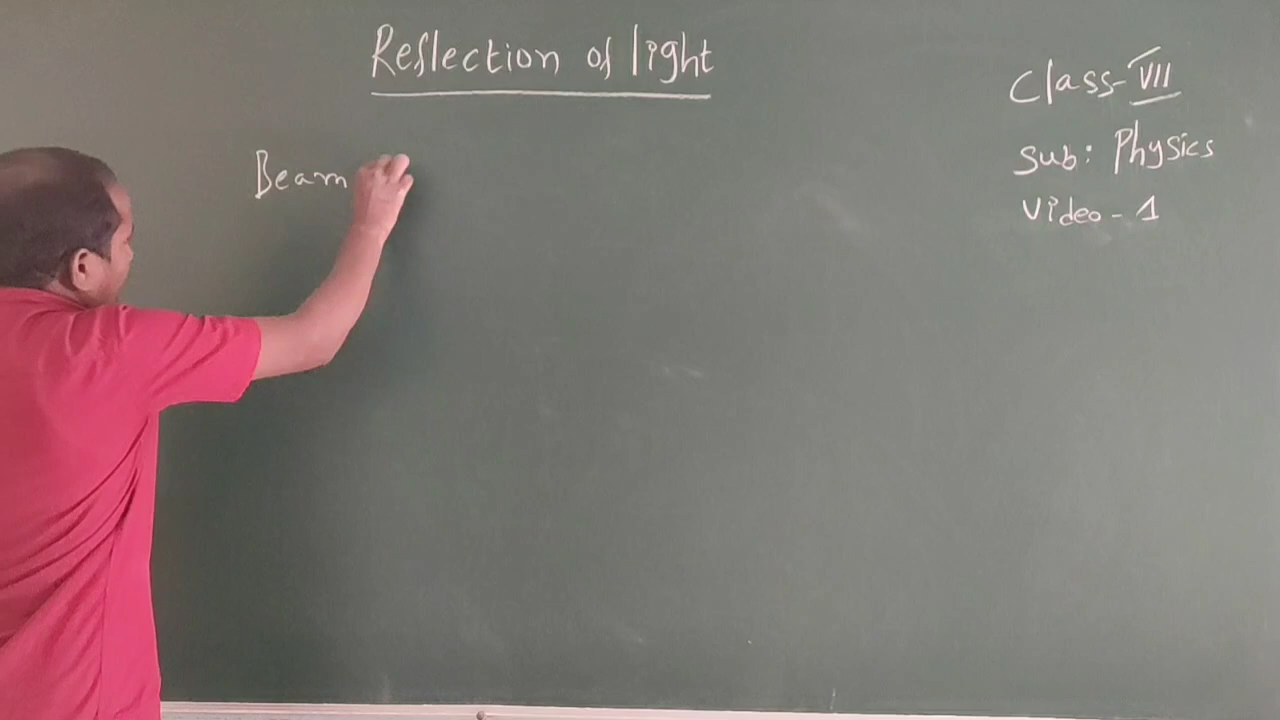 Reflection of light
Class-VII
Sub: Physics
Video-1
Beam